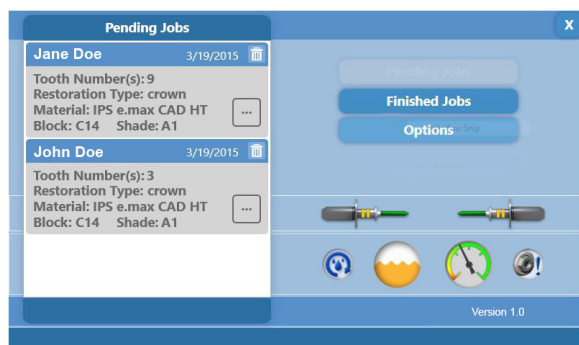 Pending Jobs
X
Jane Doe 3/19/2015
Tooth Number(s): 9
Restoration Type: crown
Material: IPS e.max CAD HT
Block: C14 Shade: A1
...
John Doe 3/19/2015
Tooth Number(s): 3
Restoration Type: crown
Material: IPS e.max CAD HT
Block: C14 Shade: A1
...
Pending Jobs
Finished Jobs
Options
!
Version 1.0